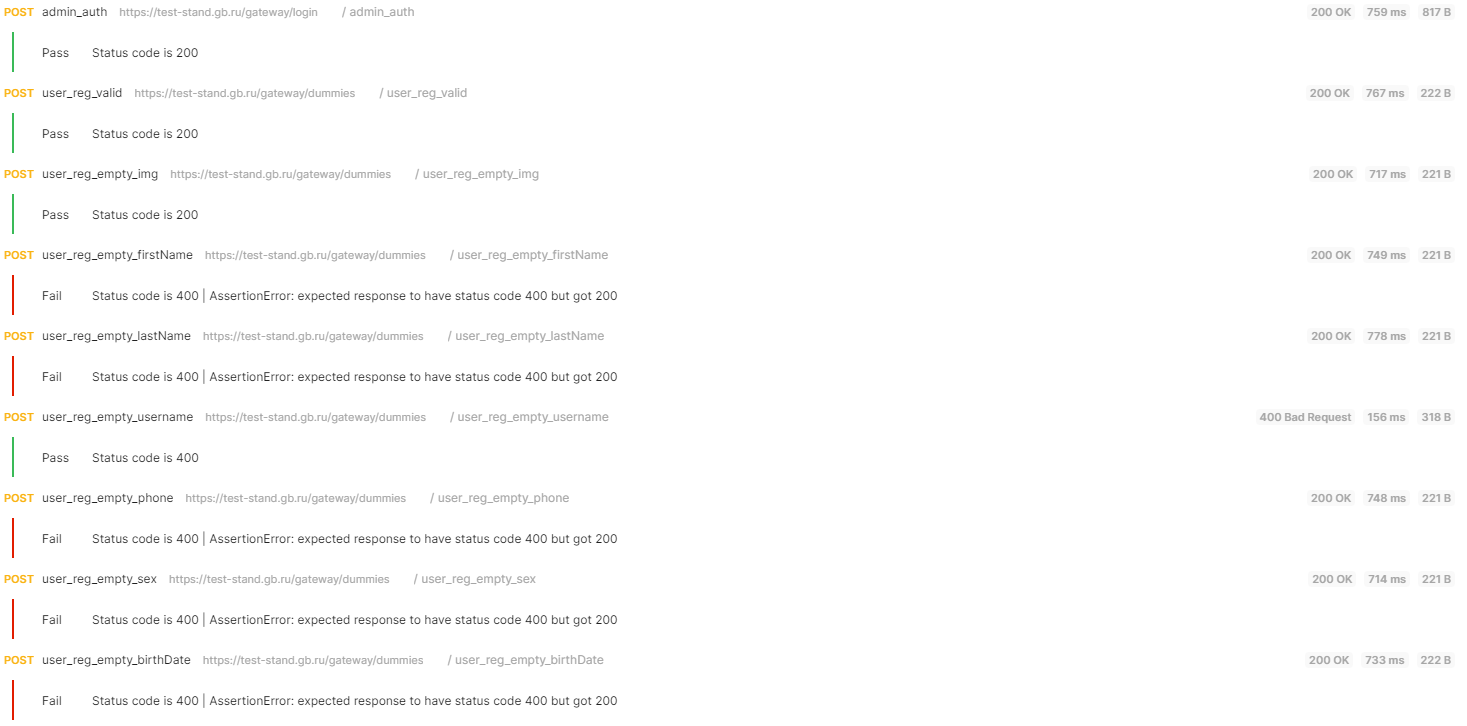 POST admin_auth https://test-stand.gb.ru/gateway/login / admin_auth 200 OK 759 ms 817 B
Pass Status code is 200
POST user_reg_valid https://test-stand.gb.ru/gateway/dummies / user_reg_valid 200 OK 767 ms 222 B
Pass Status code is 200
POST user_reg_empty_img https://test-stand.gb.ru/gateway/dummies / user_reg_empty_img 200 OK 717 ms 221 B
Pass Status code is 200
POST user_reg_empty_firstName https://test-stand.gb.ru/gateway/dummies / user_reg_empty_firstName 200 OK 749 ms 221 B
Fail Status code is 400 | AssertionError: expected response to have status code 400 but got 200
POST user_reg_empty_lastName https://test-stand.gb.ru/gateway/dummies / user_reg_empty_lastName 200 OK 778 ms 221 B
Fail Status code is 400 | AssertionError: expected response to have status code 400 but got 200
POST user_reg_empty_username https://test-stand.gb.ru/gateway/dummies / user_reg_empty_username 400 Bad Request 156 ms 318 B
Pass Status code is 400
POST user_reg_empty_phone https://test-stand.gb.ru/gateway/dummies / user_reg_empty_phone 200 OK 748 ms 221 B
Fail Status code is 400 | AssertionError: expected response to have status code 400 but got 200
POST user_reg_empty_sex https://test-stand.gb.ru/gateway/dummies / user_reg_empty_sex 200 OK 714 ms 221 B
Fail Status code is 400 | AssertionError: expected response to have status code 400 but got 200
POST user_reg_empty_birthDate https://test-stand.gb.ru/gateway/dummies / user_reg_empty_birthDate 200 OK 733 ms 222 B
Fail Status code is 400 | AssertionError: expected response to have status code 400 but got 200